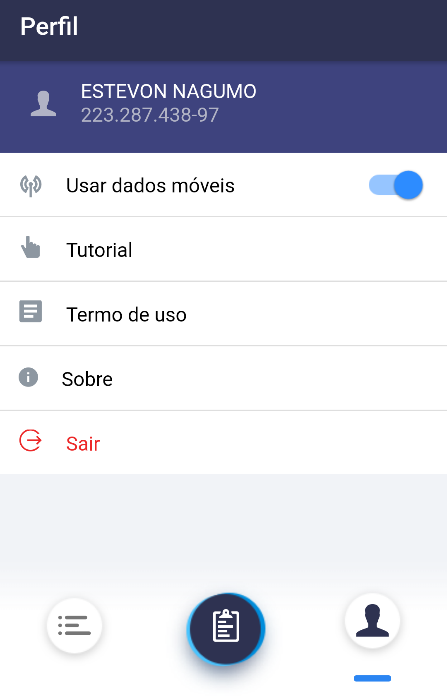 Perfil
ESTEVON NAGUMO
223.287.438-97
Usar dados móveis
Tutorial
Termo de uso
Sobre
Sair